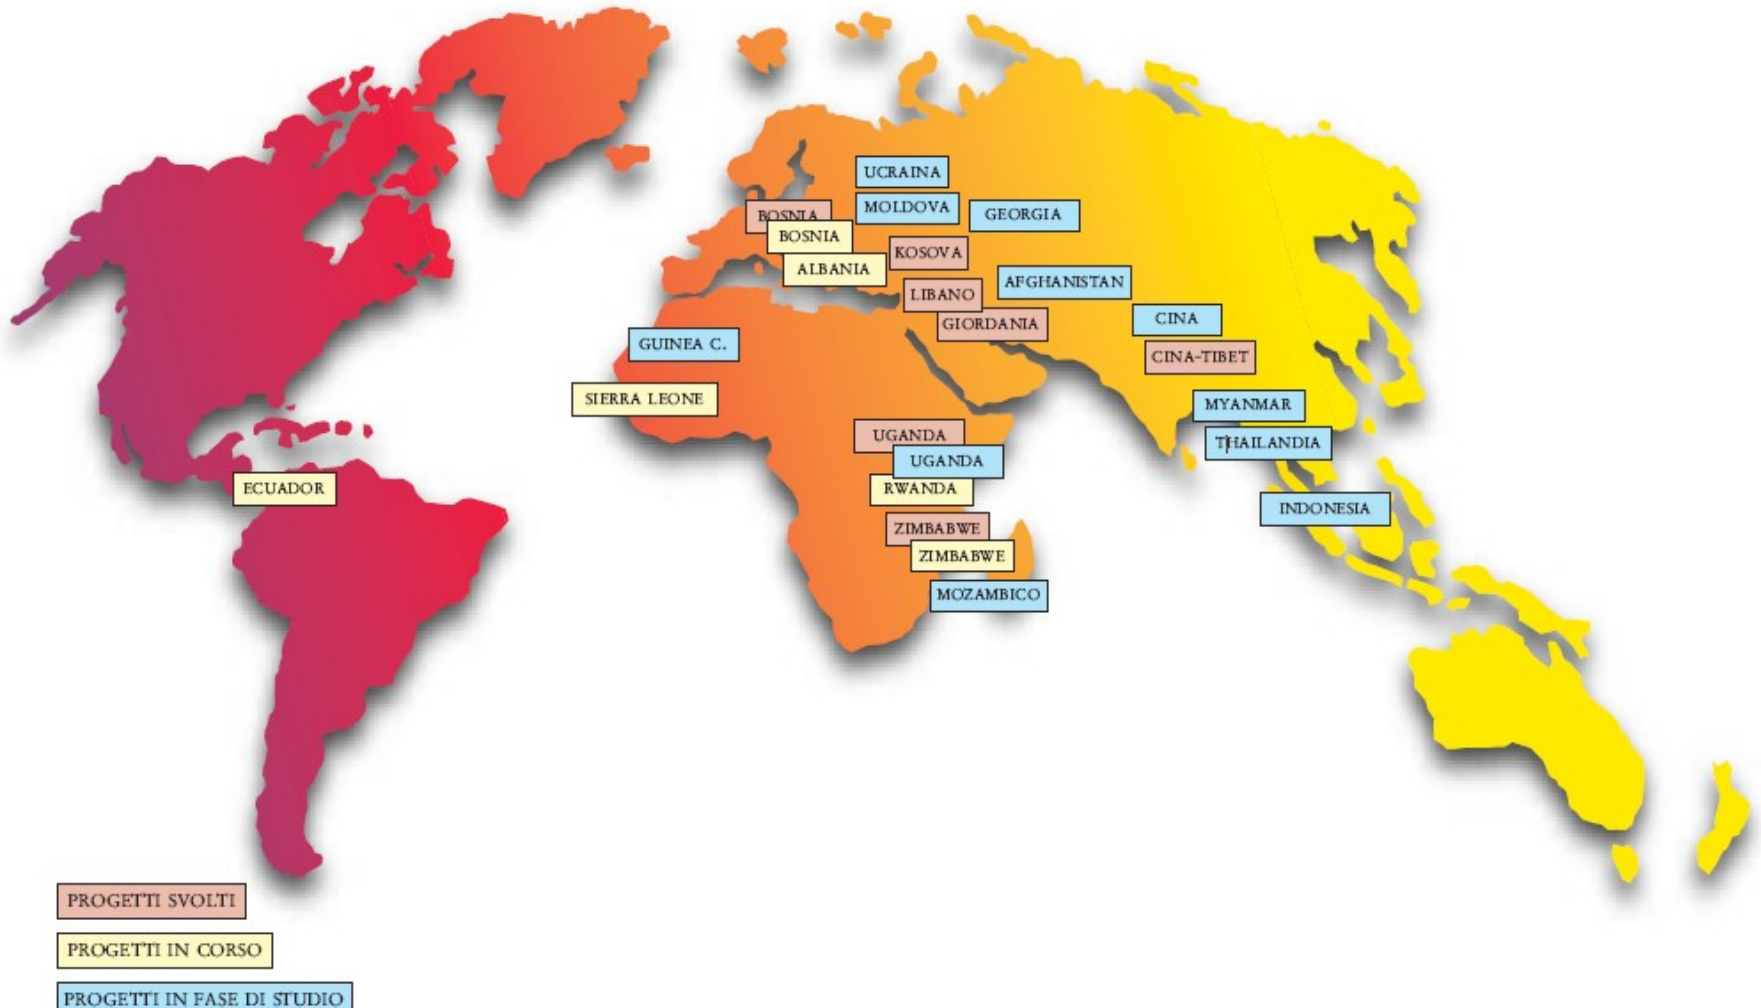 UCRAINA
MOLDOVA
GEORGIA
BOSNIA
BOSNIA
KOSOVA
ALBANIA
AFGHANISTAN
LIBANO
GIORDANIA
CINA
CINA-TIBET
GUINEA C.
SIERRA LEONE
MYANMAR
THAILANDIA
UGANDA
UGANDA
RWANDA
ECUADOR
INDONESIA
ZIMBABWE
ZIMBABWE
MOZAMBICO
PROGETTI SVOLTI
PROGETTI IN CORSO
PROGETTI IN FASE DI STUDIO